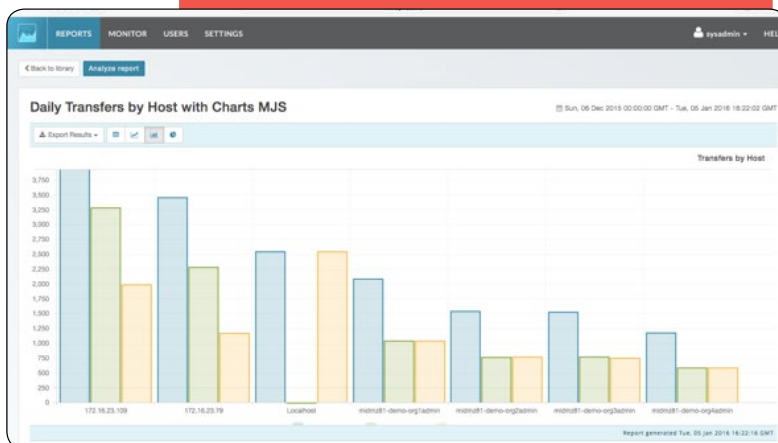 REPORTS MONITOR USERS SETTINGS sysadmin HEL
Back to library Analyze report
Daily Transfers by Host with Charts MJS Sun, 06 Dec 2015 00:00:00 GMT - Tue, 05 Jan 2016 16:22:02 GMT
Export Results
Transfers by Host
3,750
3,500
3,250
3,000
2,750
2,500
2,250
2,000
1,750
1,500
1,250
1,000
750
500
250
0
172.16.23.109 172.16.23.79 Localhost midmz81-demo-org1admin midmz81-demo-org2admin midmz81-demo-org3admin midmz81-demo-org4admin
Report generated Tue, 05 Jan 2016 16:22:16 GMT